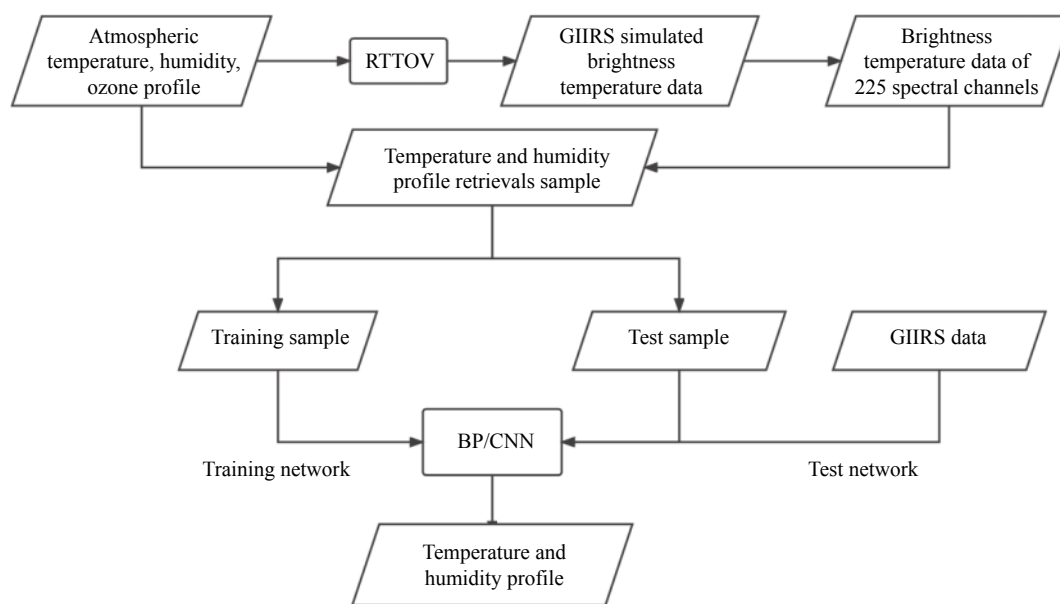 Atmospheric
temperature, humidity,
ozone profile
RTTOV
GIIRS simulated
brightness
temperature data
Brightness
temperature data of
225 spectral channels
Temperature and humidity
profile retrievals sample
Training sample
Test sample
GIIRS data
BP/CNN
Training network
Test network
Temperature and
humidity profile